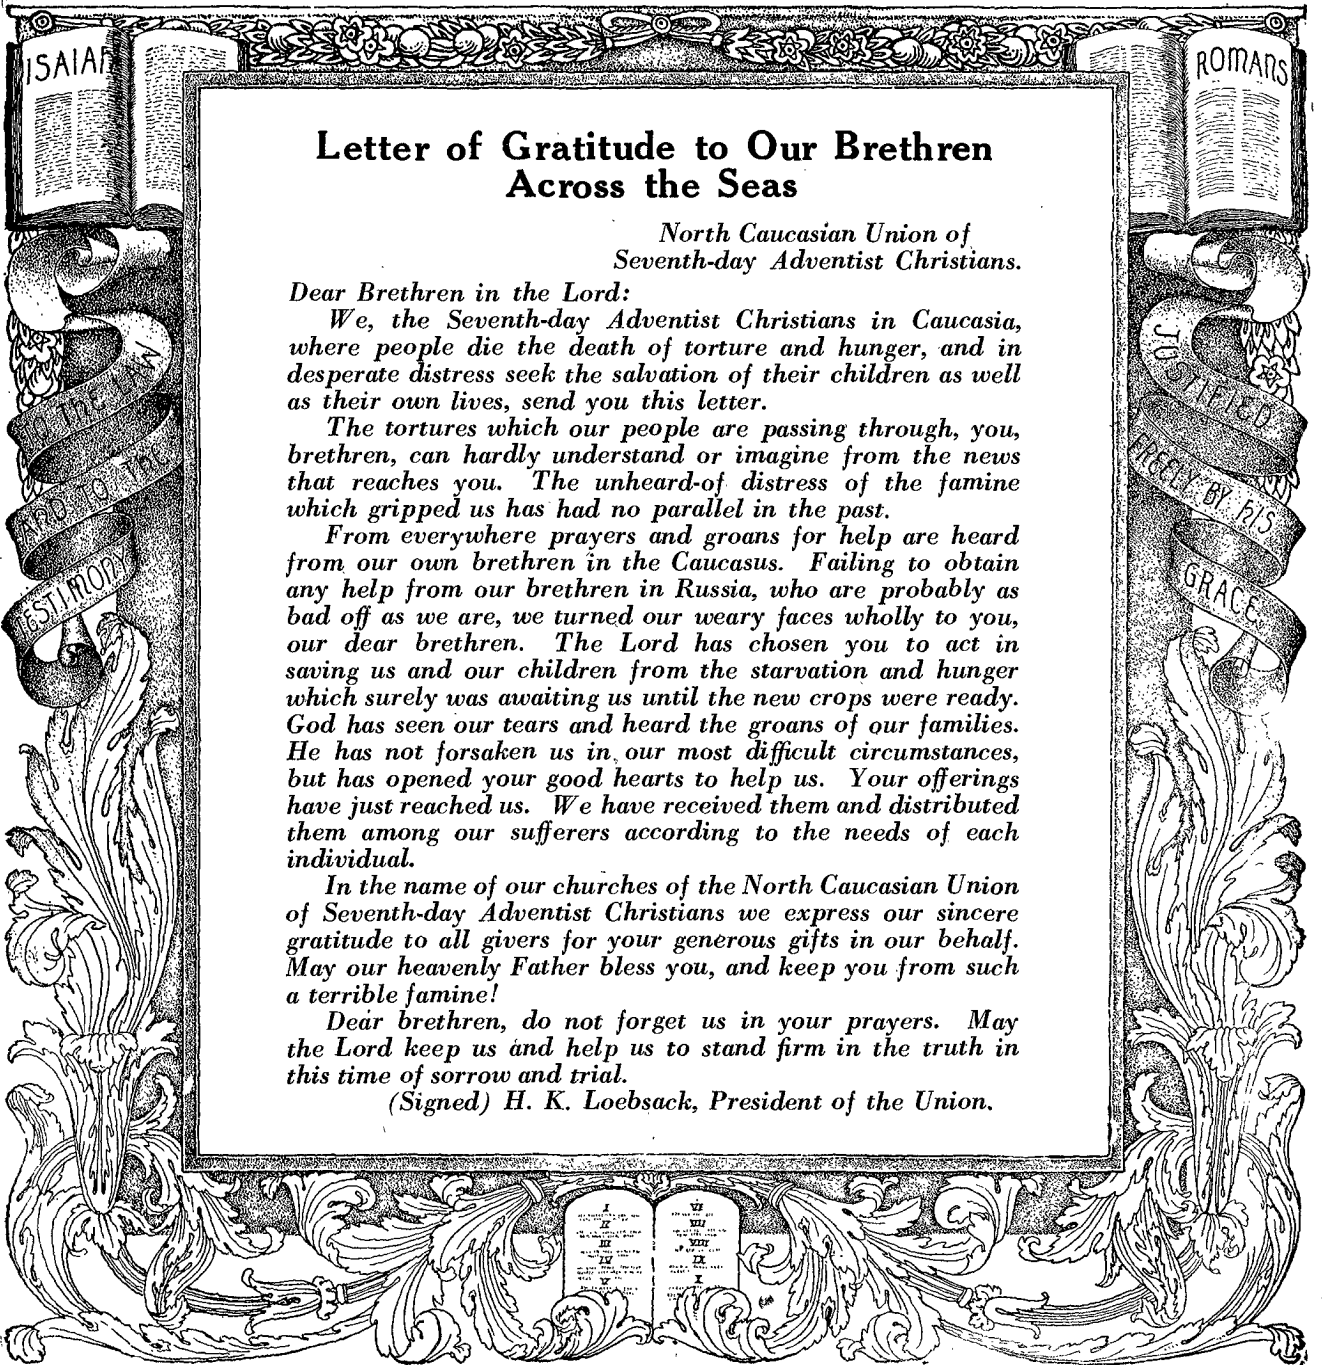 ISAIAH
ROMANS
Letter of Gratitude to Our Brethren
Across the Seas
North Caucasian Union of
Seventh-day Adventist Christians.
Dear Brethren in the Lord:
We, the Seventh-day Adventist Christians in Caucasia,
where people die the death of torture and hunger, and in
desperate distress seek the salvation of their children as well
as their own lives, send you this letter.
The tortures which our people are passing through, you,
brethren, can hardly understand or imagine from the news
that reaches you. The unheard-of distress of the famine
which gripped us has had no parallel in the past.
From everywhere prayers and groans for help are heard
from our own brethren in the Caucasus. Failing to obtain
any help from our brethren in Russia, who are probably as
bad off as we are, we turned our weary faces wholly to you,
our dear brethren. The Lord has chosen you to act in
saving us and our children from the starvation and hunger
which surely was awaiting us until the new crops were ready.
God has seen our tears and heard the groans of our families.
He has not forsaken us in our most difficult circumstances,
but has opened your good hearts to help us. Your offerings
have just reached us. We have received them and distributed
them among our sufferers according to the needs of each
individual.
In the name of our churches of the North Caucasian Union
of Seventh-day Adventist Christians we express our sincere
gratitude to all givers for your generous gifts in our behalf.
May our heavenly Father bless you, and keep you from such
a terrible famine!
Dear brethren, do not forget us in your prayers. May
the Lord keep us and help us to stand firm in the truth in
this time of sorrow and trial.
(Signed) H. K. Loebsack, President of the Union.
TO THE LAW
AND TO THE
TESTIMONY
JUSTIFIED
FREELY BY HIS
GRACE
I
II
III
IV
V
VI
VII
VIII
IX
X